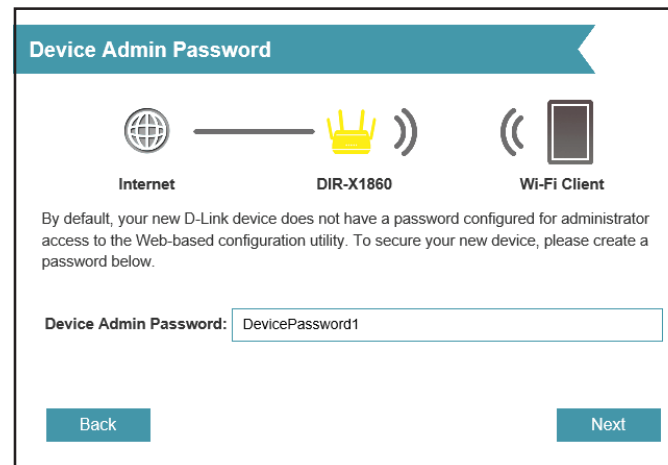 Device Admin Password
Internet
DIR-X1860
Wi-Fi Client
By default, your new D-Link device does not have a password configured for administrator
access to the Web-based configuration utility. To secure your new device, please create a
password below.
Device Admin Password: DevicePassword1
Back
Next